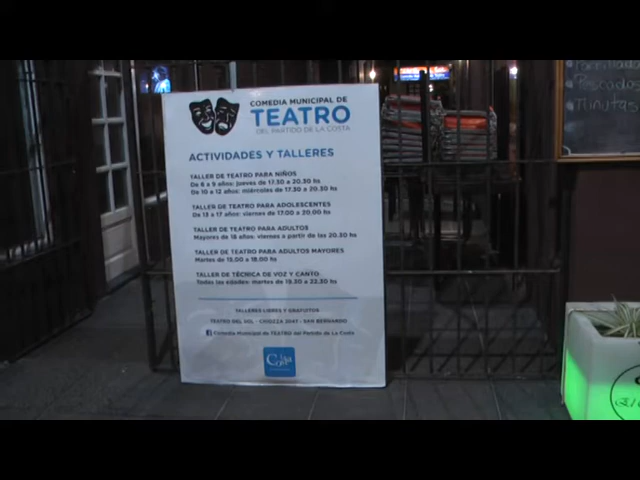 COMEDIA MUNICIPAL DE
TEATRO
DEL PARTIDO DE LA COSTA
ACTIVIDADES Y TALLERES
TALLER DE TEATRO PARA NIÑOS
De 6 a 9 años: jueves de 17.30 a 20.30 hs
De 10 a 12 años: miércoles de 17.30 a 20.30 hs
TALLER DE TEATRO PARA ADOLESCENTES
De 13 a 17 años: viernes de 17:00 a 20:00 hs
TALLER DE TEATRO PARA ADULTOS
Mayores de 18 años: viernes a partir de las 20.30 hs
TALLER DE TEATRO PARA ADULTOS MAYORES
Martes de 15.00 a 18.00 hs
TALLER DE TÉCNICA DE VOZ Y CANTO
Todas las edades: martes de 19.30 a 22.30 hs
TALLERES LIBRES Y GRATUITOS
TEATRO DEL SOL - CHIOZZA 2047 - SAN BERNARDO
Comedia Municipal de TEATRO del Partido de La Costa
La Costa
Pescados
Minutas
El